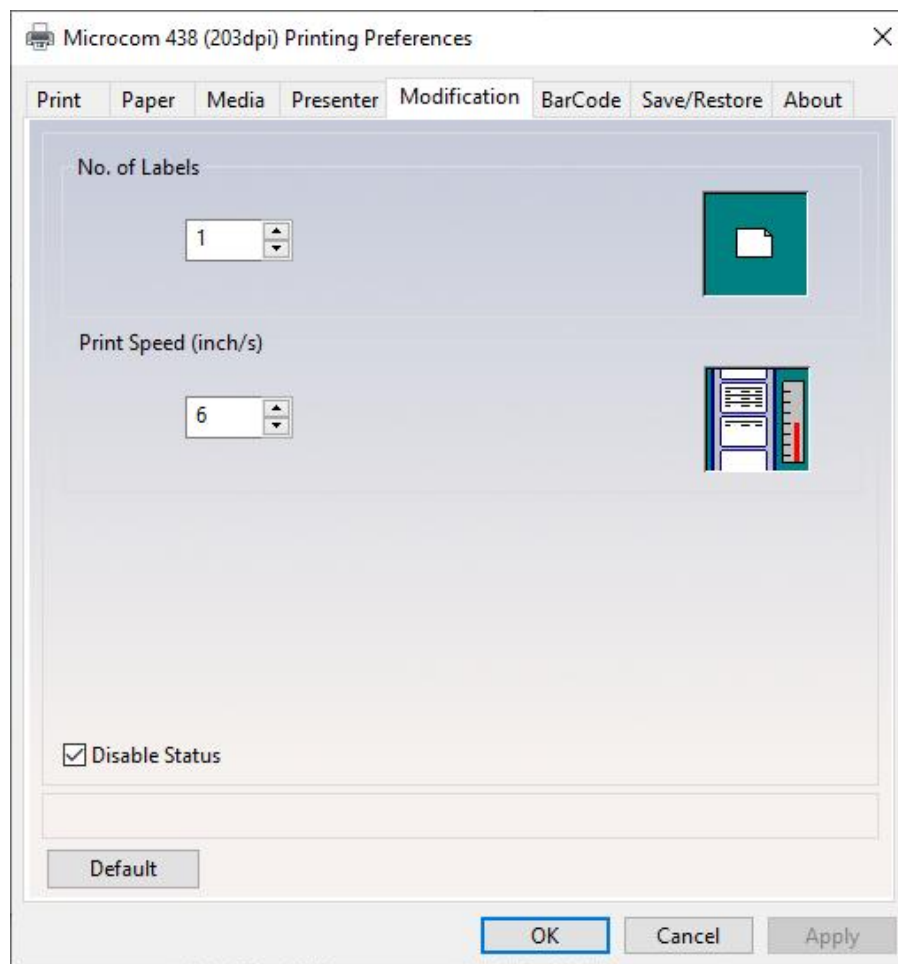 Microcom 438 (203dpi) Printing Preferences
Print Paper Media Presenter Modification BarCode Save/Restore About
No. of Labels
1
Print Speed (inch/s)
6
Disable Status
Default
OK Cancel Apply